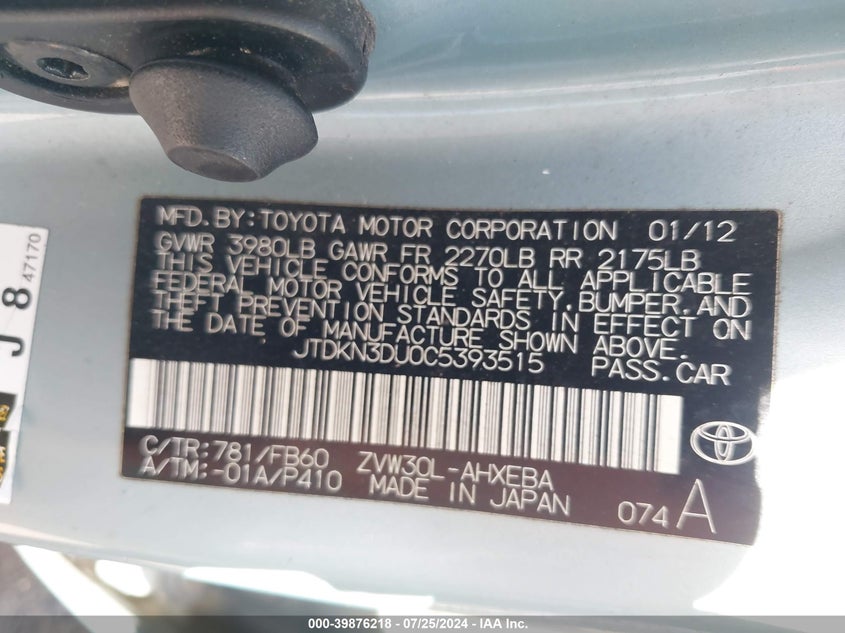 MFD. BY: TOYOTA MOTOR CORPORATION 01/12
GVWR 3980LB GAWR FR 2270LB RR 2175LB
THIS VEHICLE CONFORMS TO ALL APPLICABLE
FEDERAL MOTOR VEHICLE SAFETY, BUMPER, AND
THEFT PREVENTION STANDARDS IN EFFECT ON
THE DATE OF MANUFACTURE SHOWN ABOVE.
JTDKN3DU0C5393515 PASS. CAR
C/TR: 781/FB60 ZVW30L-AHXEBA
A/TM: -01A/P410 MADE IN JAPAN
074 A
J 8 47170
000-39876218 - 07/25/2024 - IAA Inc.